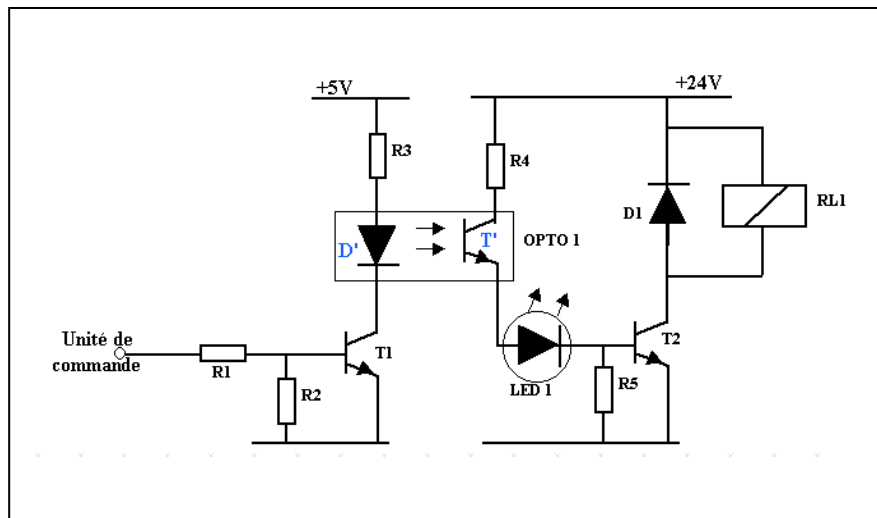 +5V
+24V
R3
R4
D1
RL1
D'
T'
OPTO 1
Unité de
commande
R1
R2
T1
LED 1
R5
T2